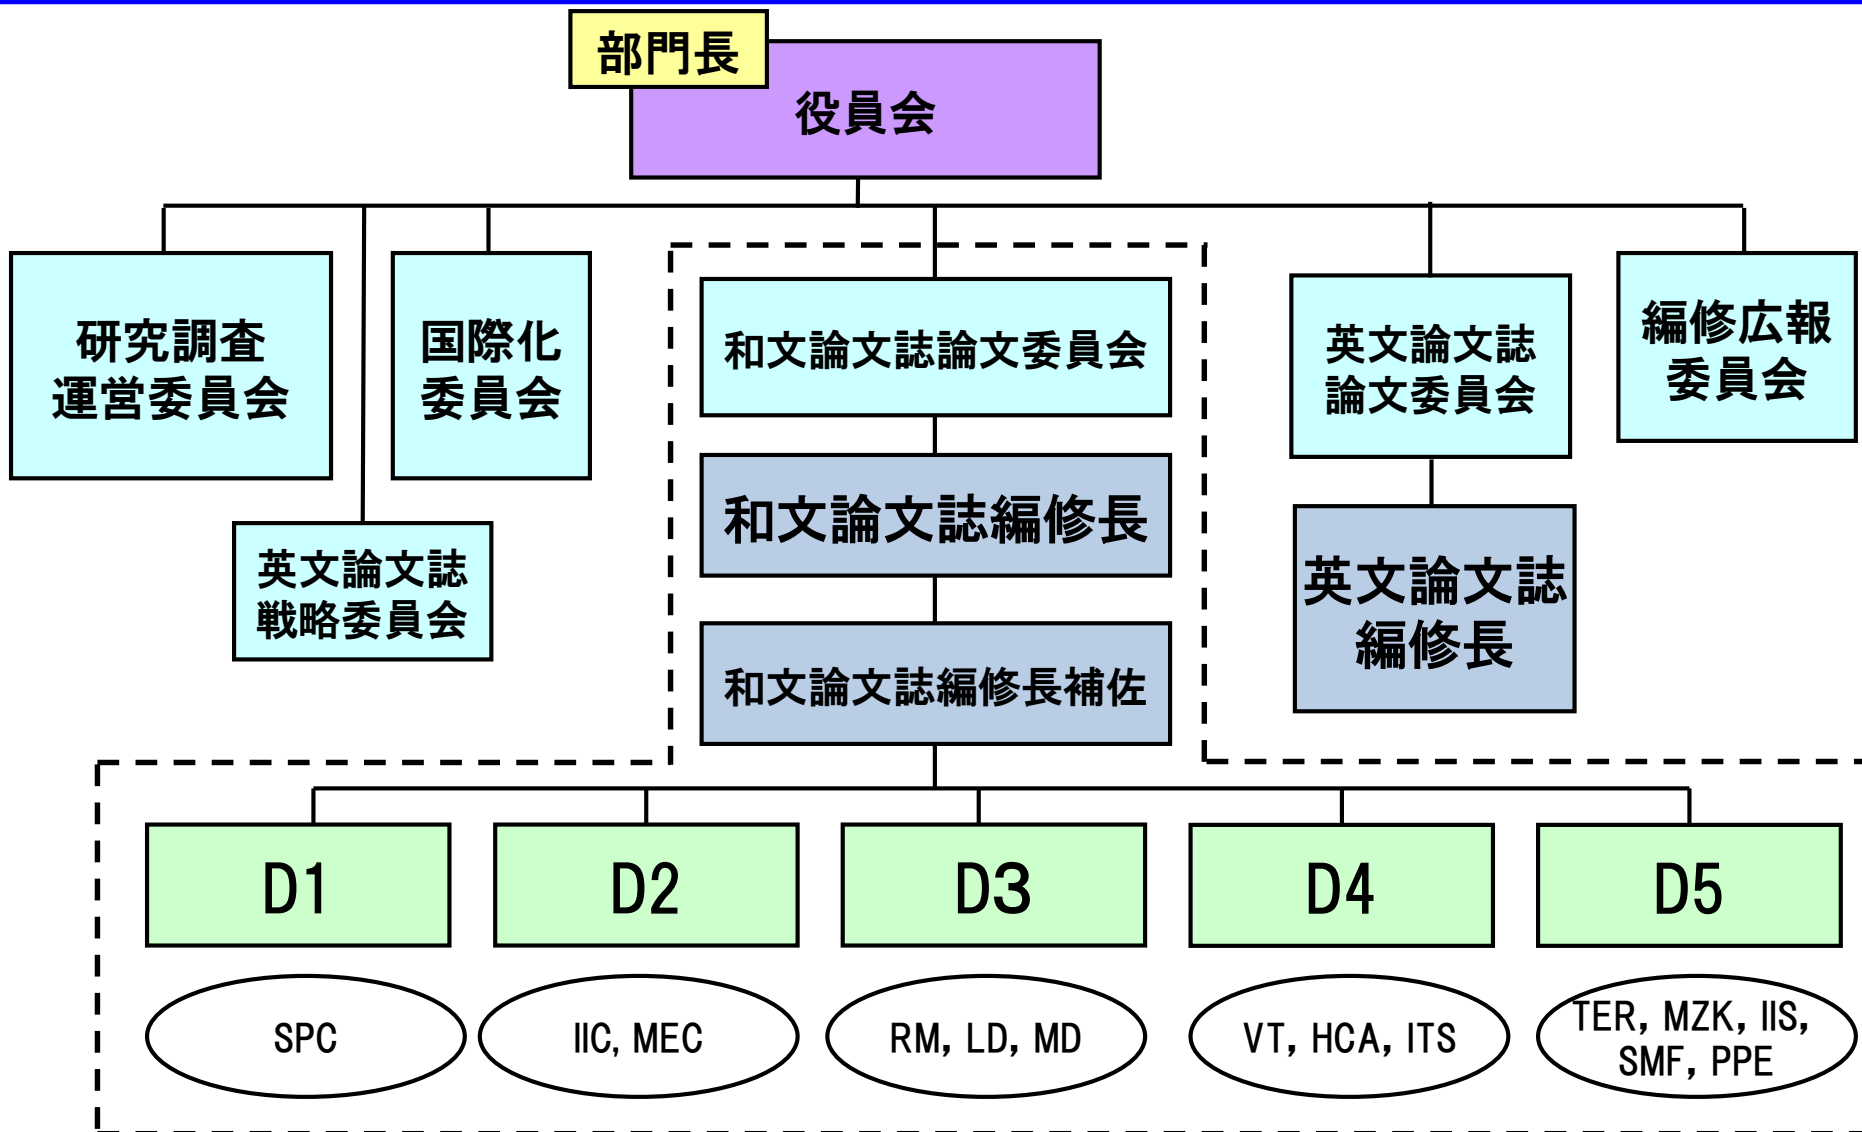 部門長
役員会
研究調査
運営委員会
国際化
委員会
和文論文誌論文委員会
英文論文誌
論文委員会
編修広報
委員会
和文論文誌編修長
英文論文誌
戦略委員会
英文論文誌
編修長
和文論文誌編修長補佐
D1
D2
D3
D4
D5
SPC
IIC, MEC
RM, LD, MD
VT, HCA, ITS
TER, MZK, IIS,
SMF, PPE